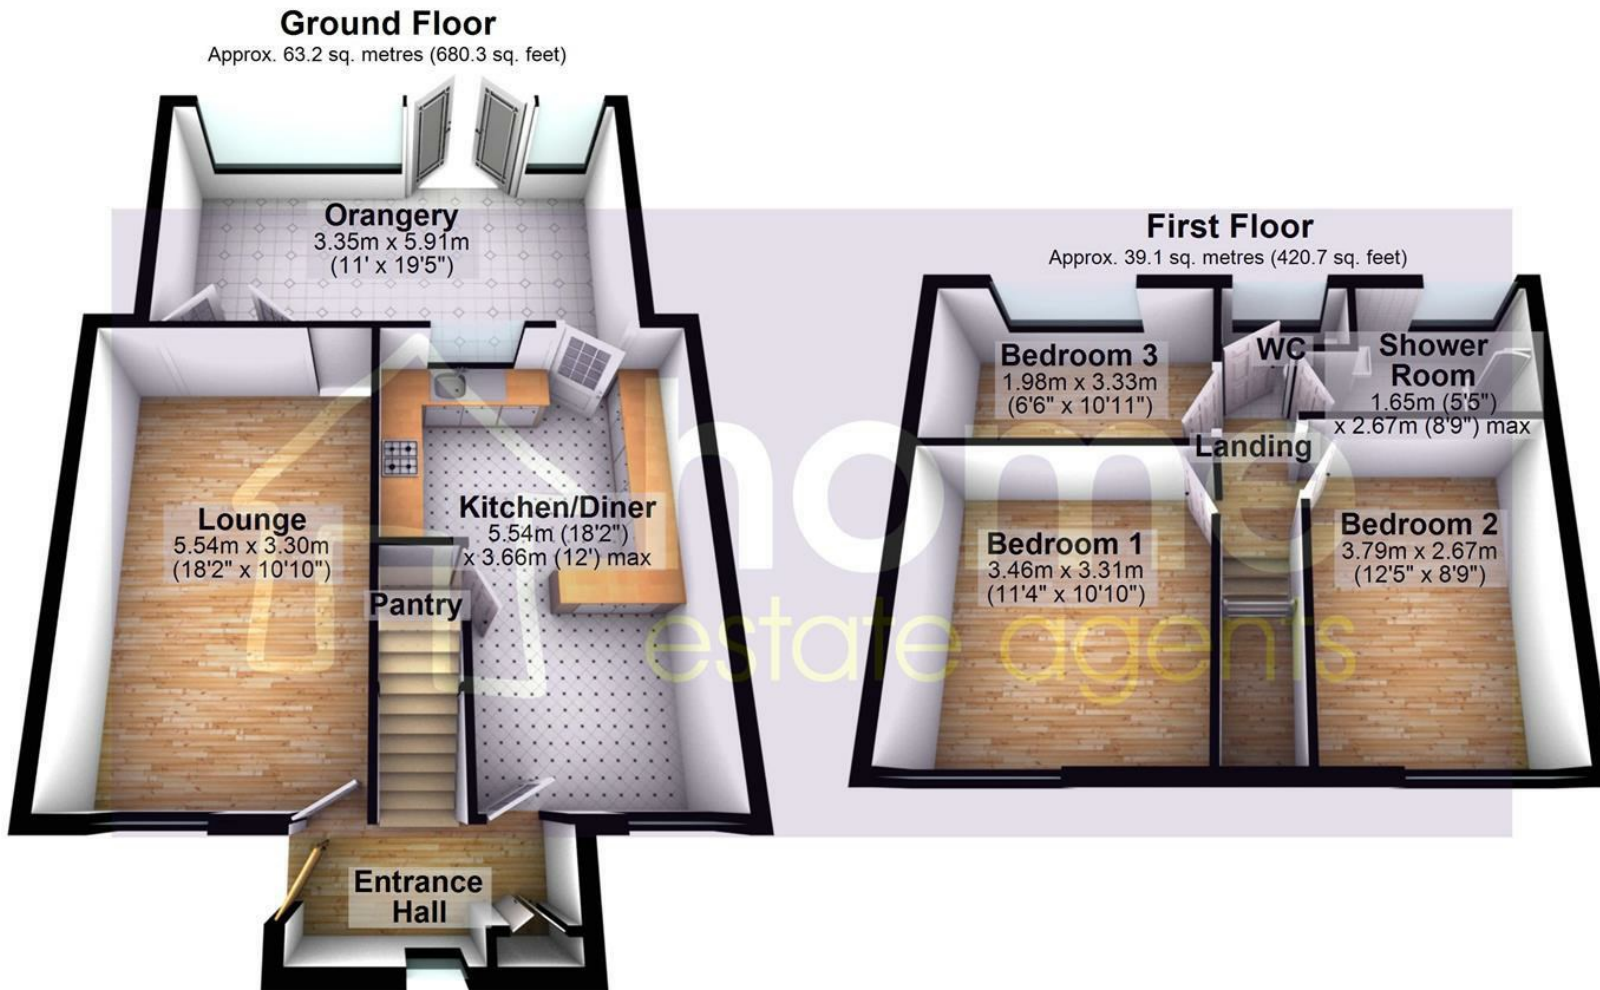 Ground Floor
Approx. 63.2 sq. metres (680.3 sq. feet)
Orangery
3.35m x 5.91m
(11' x 19'5")
Lounge
5.54m x 3.30m
(18'2" x 10'10")
Kitchen/Diner
5.54m (18'2")
x 3.66m (12') max
Pantry
Entrance
Hall
First Floor
Approx. 39.1 sq. metres (420.7 sq. feet)
Bedroom 3
1.98m x 3.33m
(6'6" x 10'11")
WC
Shower
Room
1.65m (5'5")
x 2.67m (8'9") max
Landing
Bedroom 1
3.46m x 3.31m
(11'4" x 10'10")
Bedroom 2
3.79m x 2.67m
(12'5" x 8'9")
home
estate agents